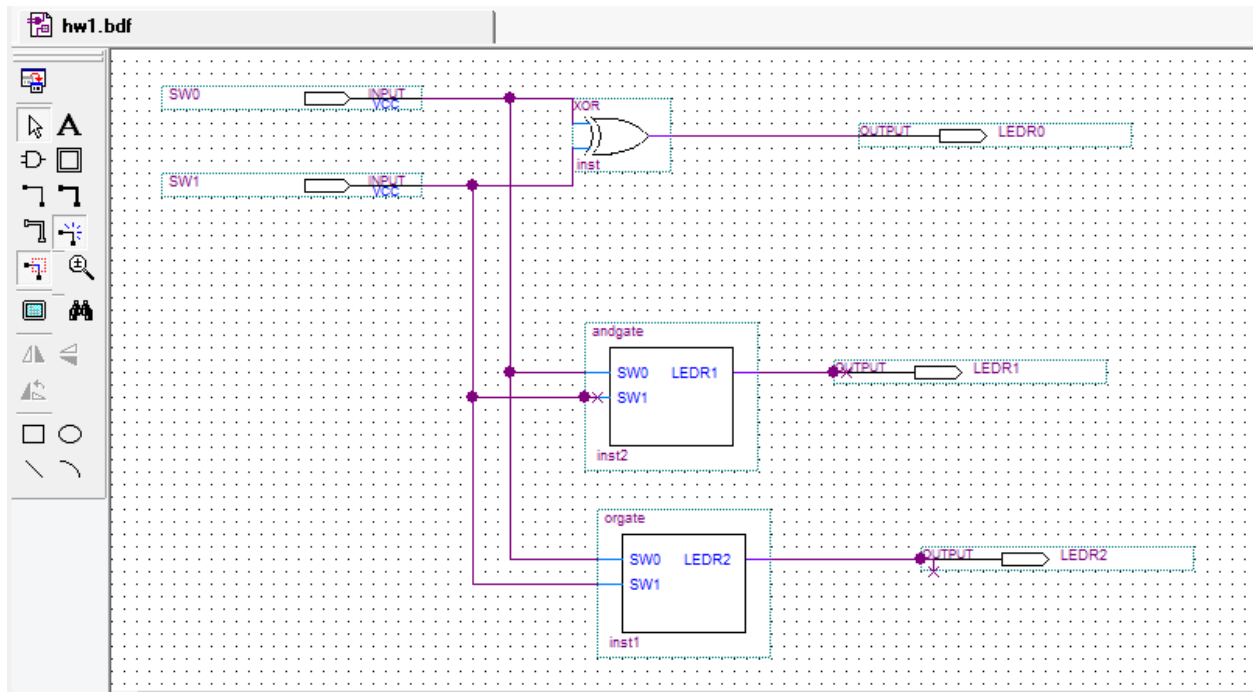 hw1.bdf
SW0 INPUT
VCC
XOR
OUTPUT LEDR0
inst
SW1 INPUT
VCC
andgate
SW0 LEDR1
SW1
inst2
OUTPUT LEDR1
orgate
SW0 LEDR2
SW1
inst1
OUTPUT LEDR2